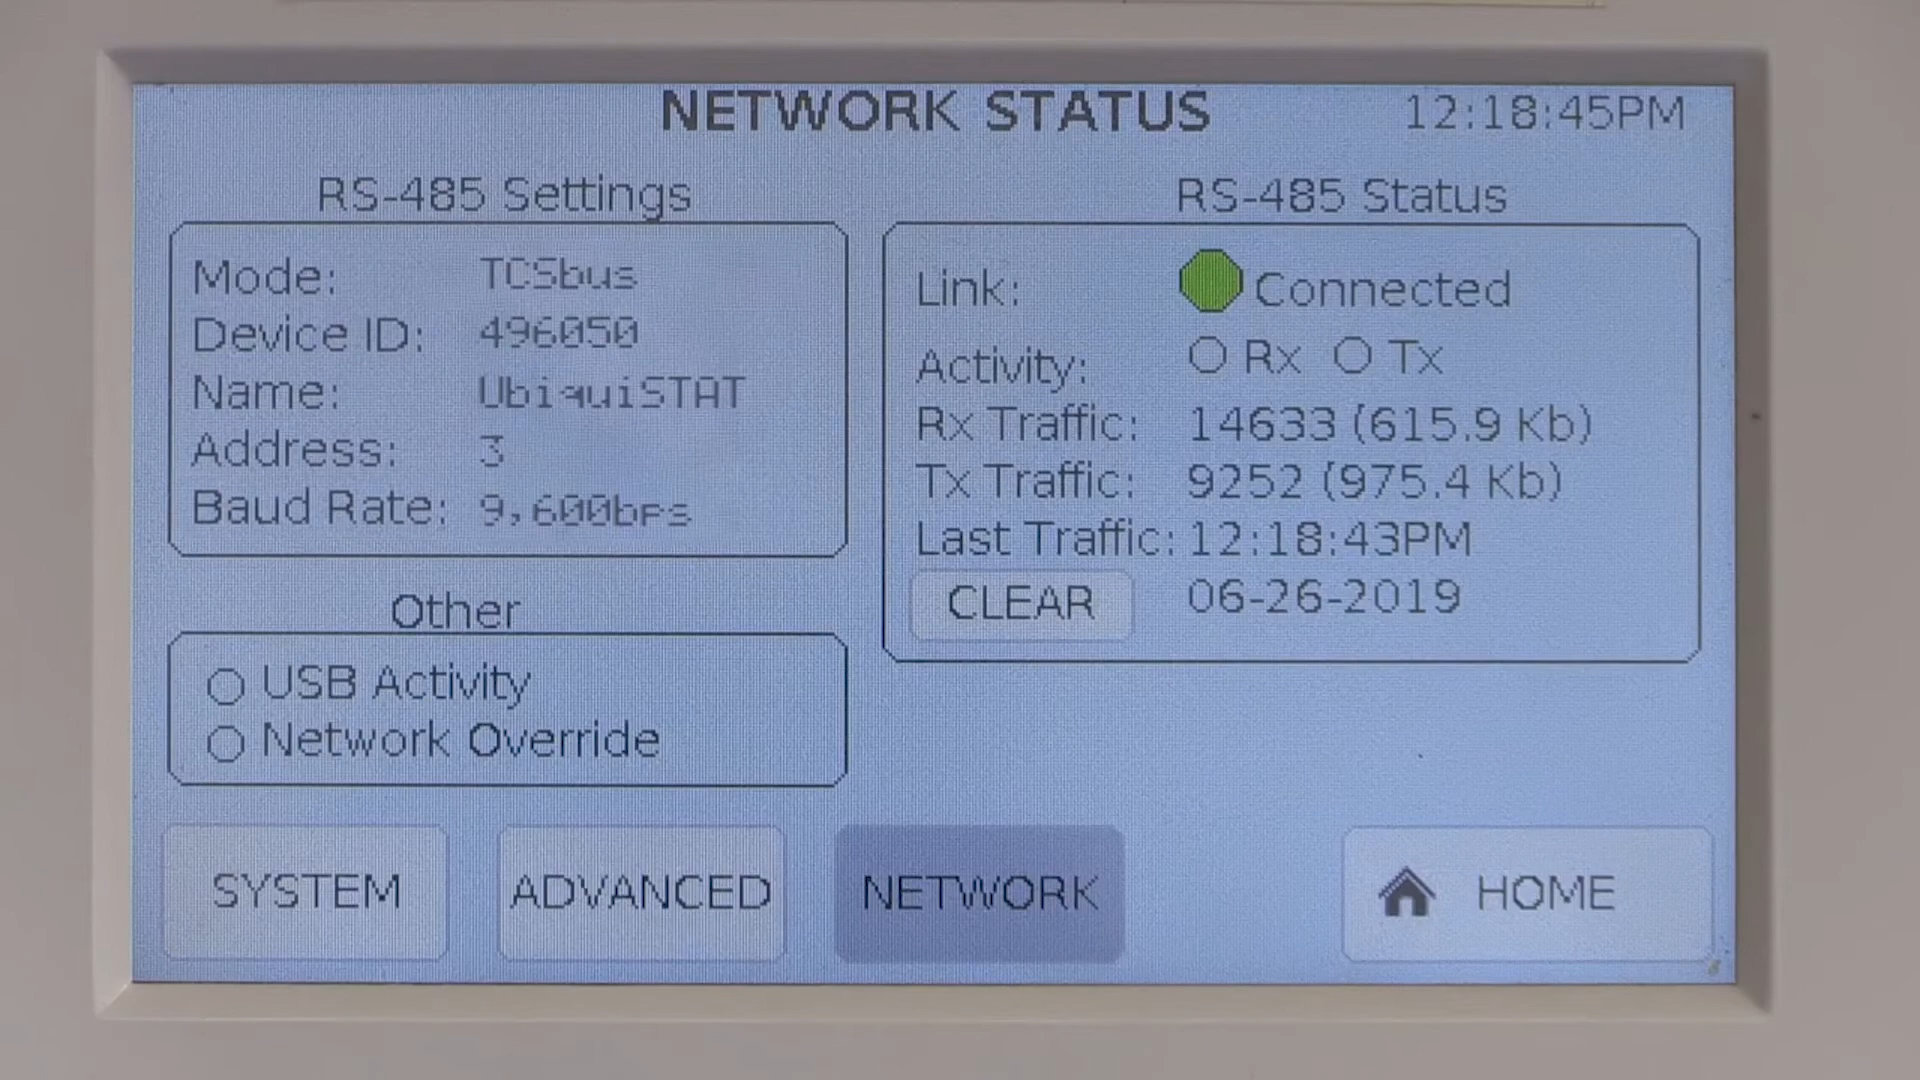 NETWORK STATUS 12:18:45PM
RS-485 Settings
Mode: TCSbus
Device ID: 496050
Name: UbiquiSTAT
Address: 3
Baud Rate: 9,600bps
RS-485 Status
Link: Connected
Activity: Rx Tx
Rx Traffic: 14633 (615.9 Kb)
Tx Traffic: 9252 (975.4 Kb)
Last Traffic: 12:18:43PM
CLEAR 06-26-2019
Other
USB Activity
Network Override
SYSTEM ADVANCED NETWORK HOME